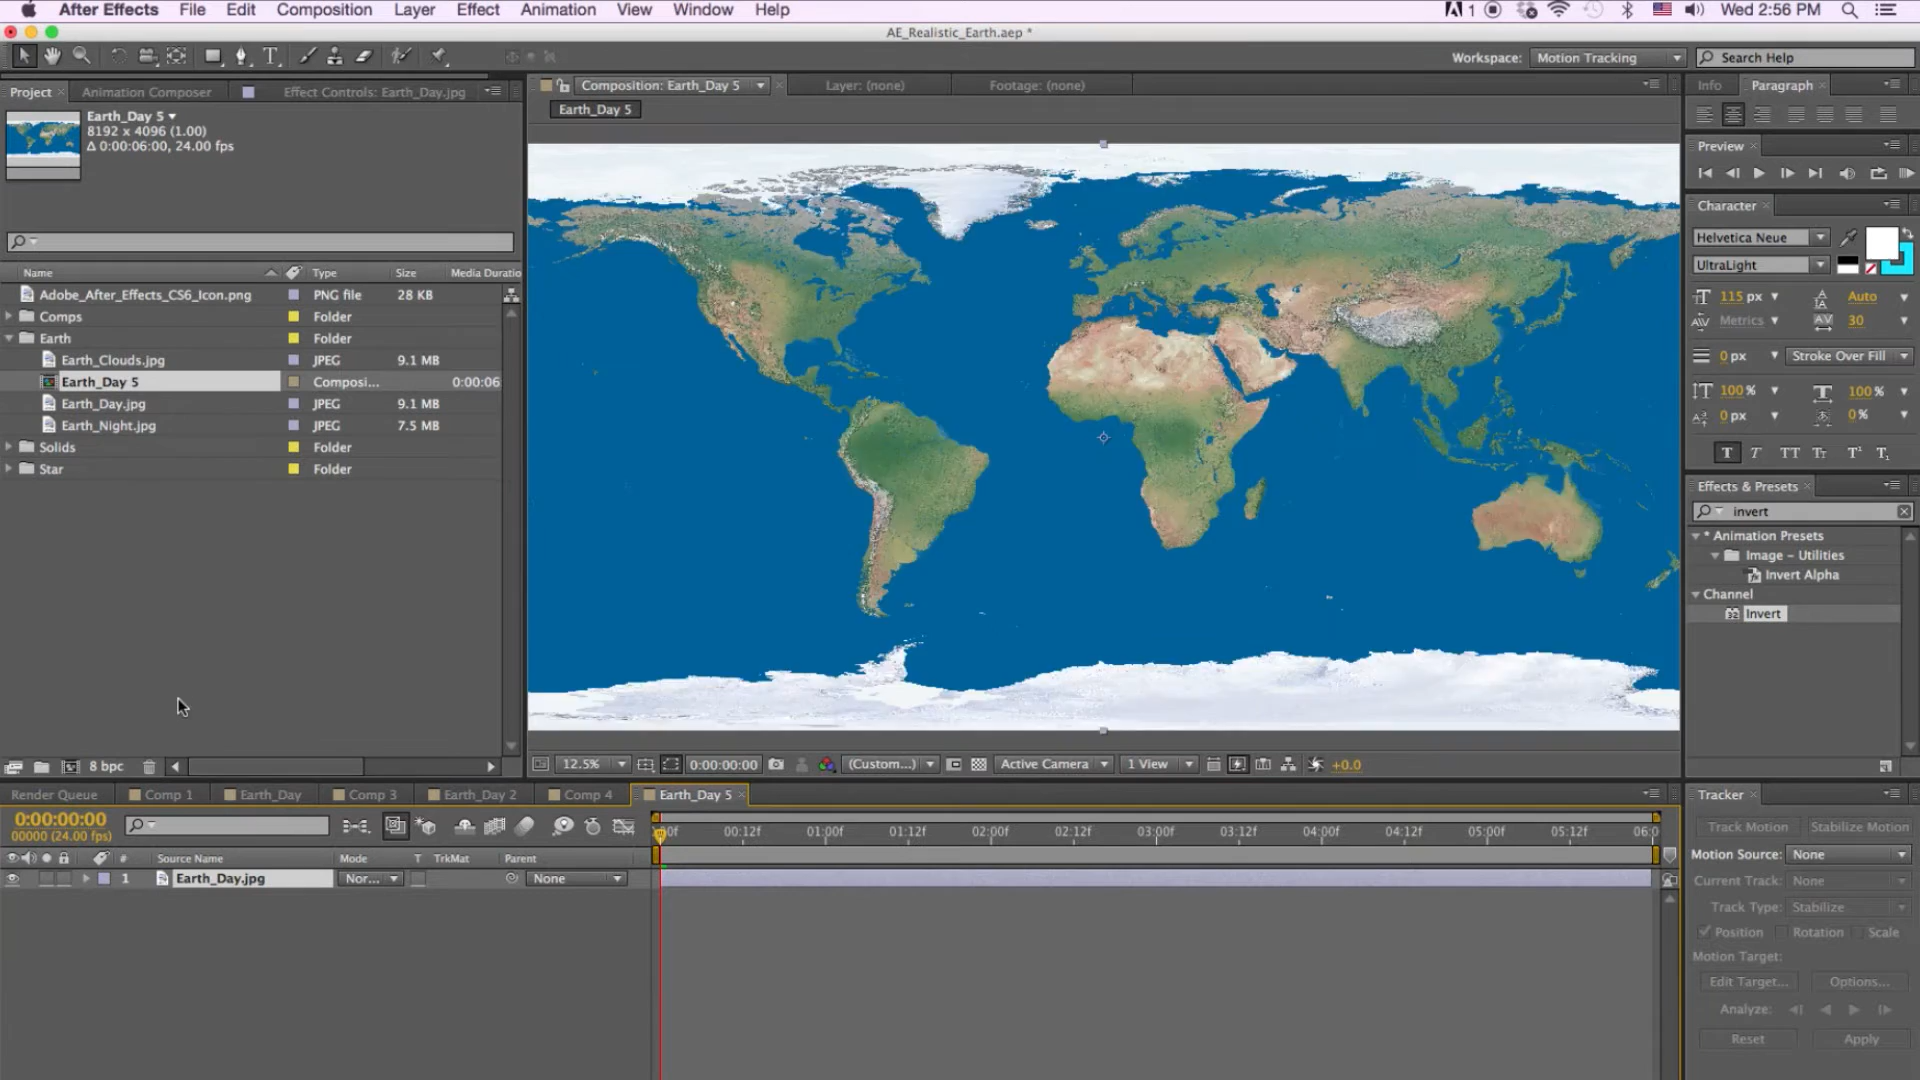 After Effects File Edit Composition Layer Effect Animation View Window Help 1 Wed 2:56 PM
AE_Realistic_Earth.aep *
Workspace: Motion Tracking Search Help
Project Animation Composer Effect Controls: Earth_Day.jpg
Composition: Earth_Day 5 Layer: (none) Footage: (none)
Info Paragraph
Earth_Day 5
Earth_Day 5
8192 x 4096 (1.00)
Δ 0:00:06:00, 24.00 fps
Preview
Character
Helvetica Neue
UltraLight
Name Type Size Media Duratio
Adobe_After_Effects_CS6_Icon.png PNG file 28 KB
Comps Folder
Earth Folder
Earth_Clouds.jpg JPEG 9.1 MB
Earth_Day 5 Composi... 0:00:06
Earth_Day.jpg JPEG 9.1 MB
Earth_Night.jpg JPEG 7.5 MB
Solids Folder
Star Folder
115 px Auto
Metrics 30
0 px Stroke Over Fill
100 % 100 %
0 px 0 %
T T TT Tт T¹ T₁
Effects & Presets
invert
* Animation Presets
Image – Utilities
Invert Alpha
Channel
Invert
8 bpc
12.5% 0:00:00:00 (Custom...) Active Camera 1 View +0.0
Render Queue Comp 1 Earth_Day Comp 3 Earth_Day 2 Comp 4 Earth_Day 5
0:00:00:00
00000 (24.00 fps)
00f 00:12f 01:00f 01:12f 02:00f 02:12f 03:00f 03:12f 04:00f 04:12f 05:00f 05:12f 06:0
# Source Name Mode T TrkMat Parent
1 Earth_Day.jpg Nor... None
Tracker
Track Motion Stabilize Motion
Motion Source: None
Current Track: None
Track Type: Stabilize
Position Rotation Scale
Motion Target:
Edit Target... Options...
Analyze:
Reset Apply